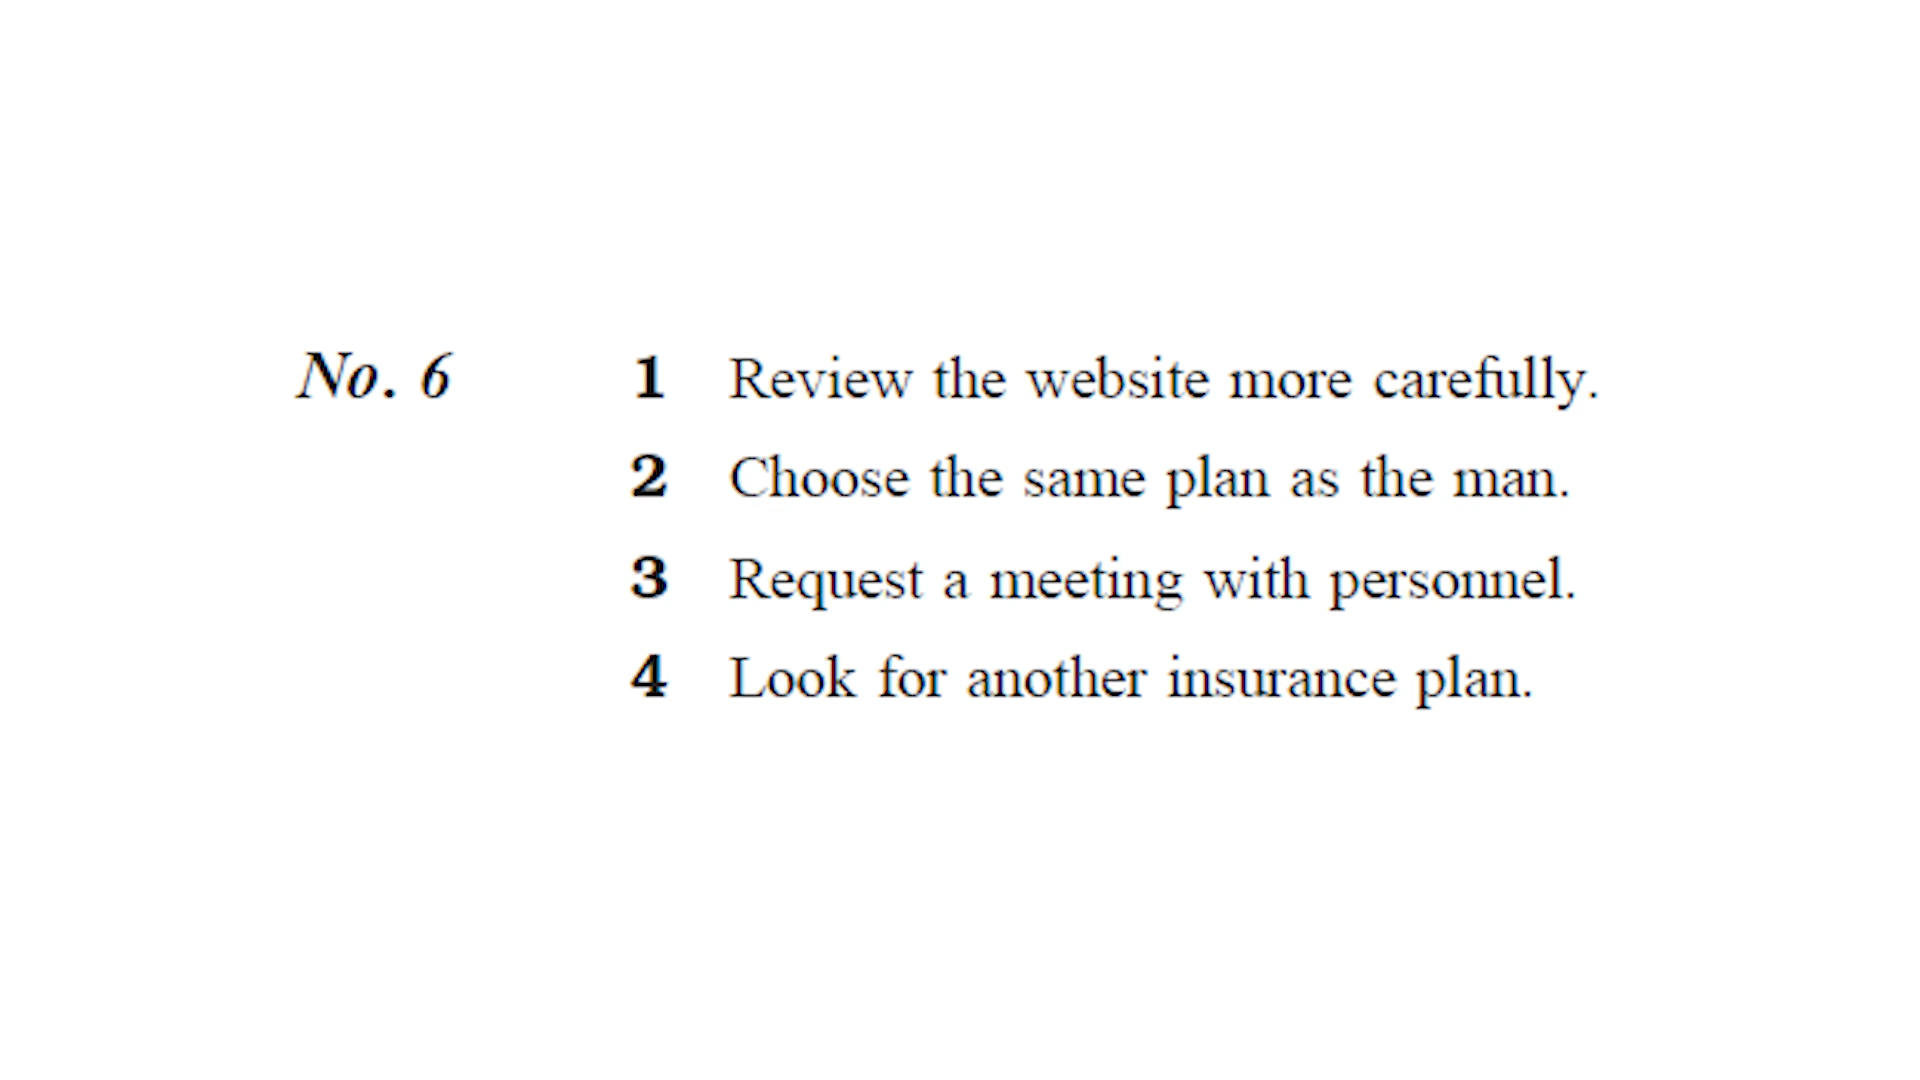 No. 6 1 Review the website more carefully.
2 Choose the same plan as the man.
3 Request a meeting with personnel.
4 Look for another insurance plan.